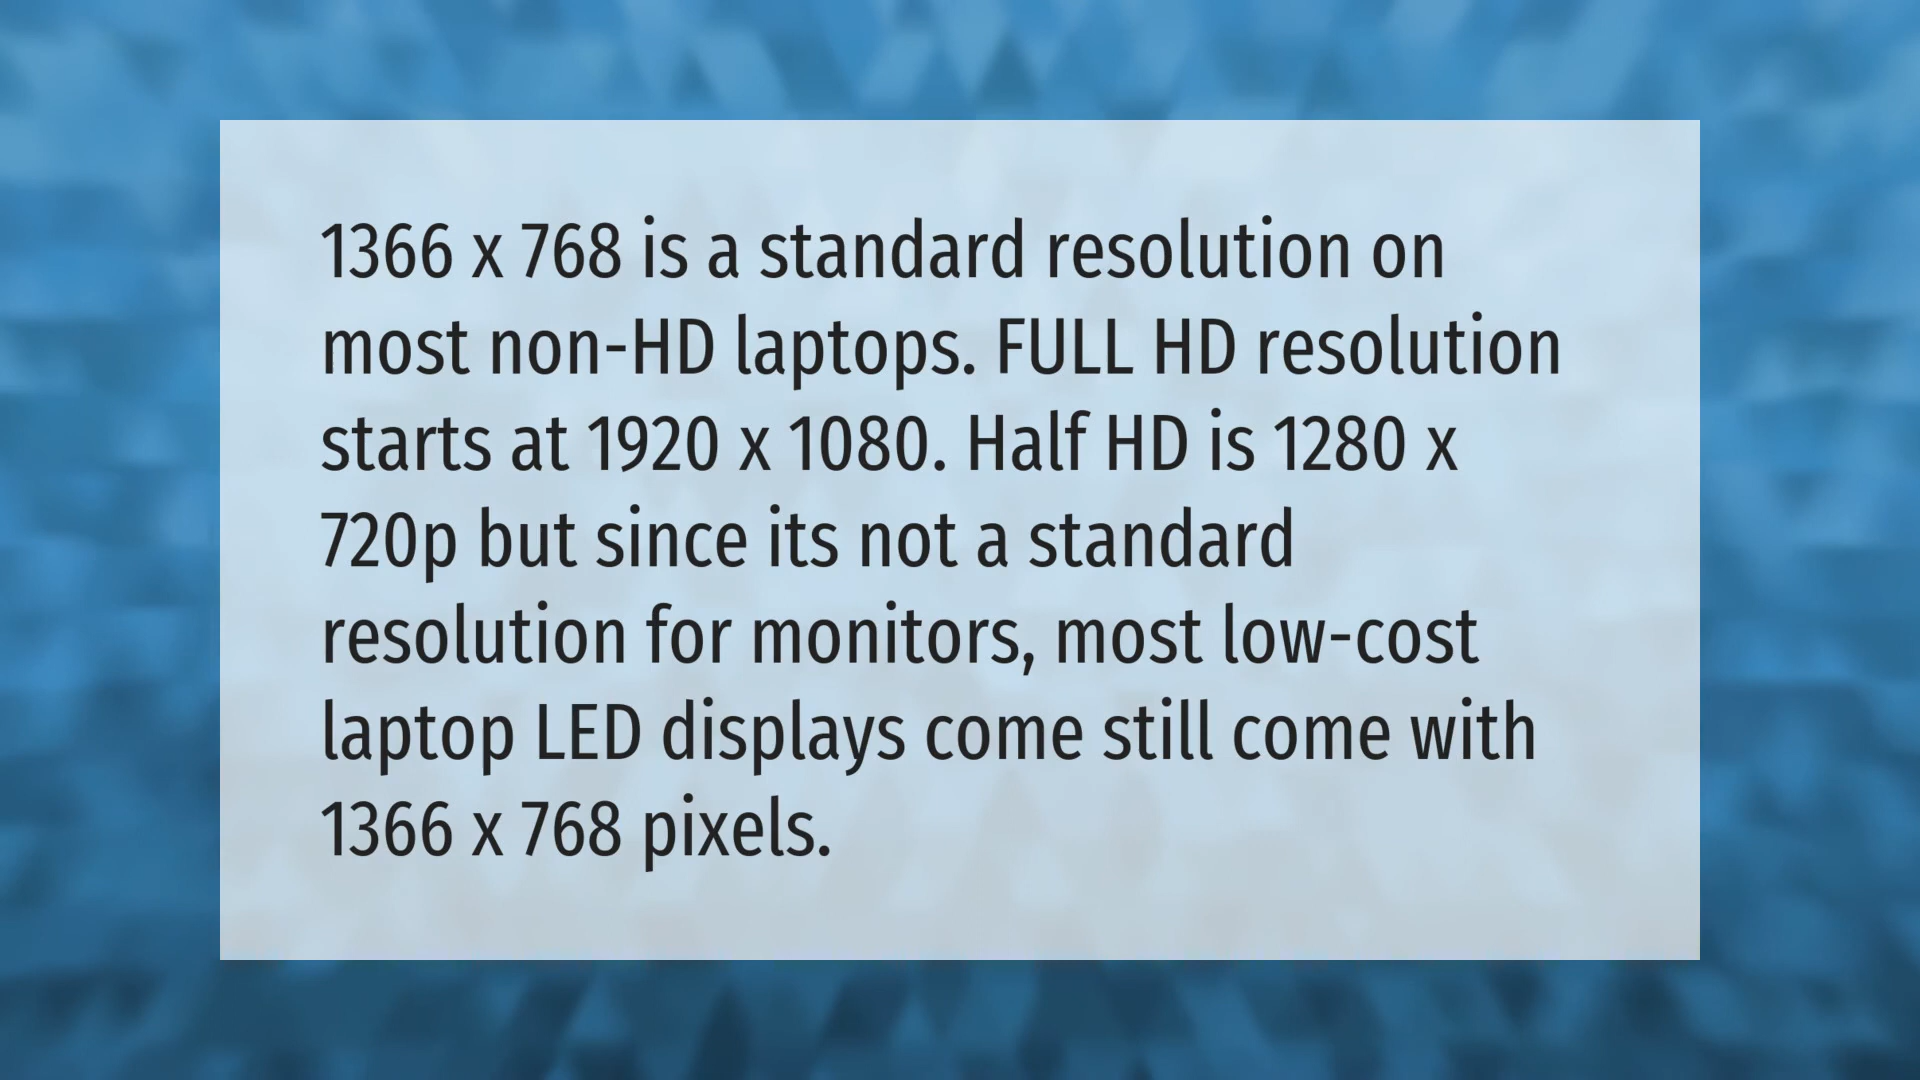 1366 x 768 is a standard resolution on
most non-HD laptops. FULL HD resolution
starts at 1920 x 1080. Half HD is 1280 x
720p but since its not a standard
resolution for monitors, most low-cost
laptop LED displays come still come with
1366 x 768 pixels.